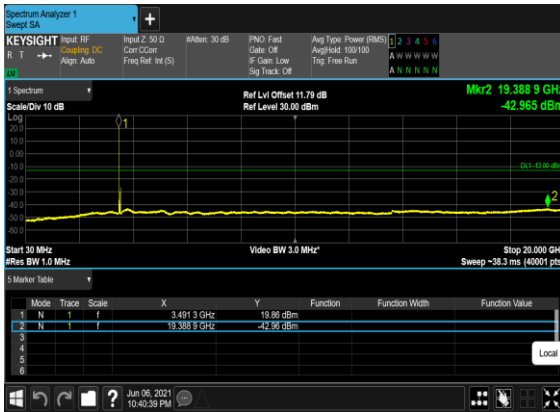 Spectrum Analyzer 1
Swept SA
+
KEYSIGHT
R T
Input: RF
Coupling: DC
Align: Auto
Input Z: 50 Ω
Corr CCorr
Freq Ref: Int (S)
#Atten: 30 dB
PNO: Fast
Gate: Off
IF Gain: Low
Sig Track: Off
Avg Type: Power (RMS)
Avg|Hold: 100/100
Trig: Free Run
1 2 3 4 5 6
A W W W W W
A N N N N N
1 Spectrum
Scale/Div 10 dB
Ref Lvl Offset 11.79 dB
Ref Level 30.00 dBm
Mkr2 19.388 9 GHz
-42.965 dBm
Log
20.0
10.0
0.00
-10.0
-20.0
-30.0
-40.0
-50.0
-60.0
1
DL1 -13.00 dBm
2
Start 30 MHz
#Res BW 1.0 MHz
Video BW 3.0 MHz*
Stop 20.000 GHz
Sweep ~38.3 ms (40001 pts)
5 Marker Table
Mode Trace Scale X Y Function Function Width Function Value
1 N 1 f 3.491 3 GHz 19.86 dBm
2 N 1 f 19.388 9 GHz -42.96 dBm
3
4
5
6
Local
?
Jun 06, 2021
10:40:39 PM